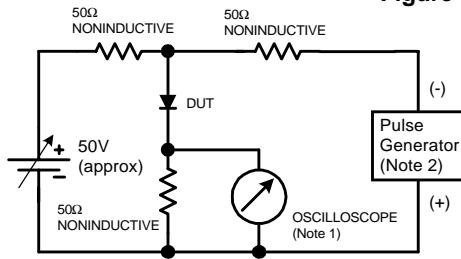 Figure
50Ω
NONINDUCTIVE
50Ω
NONINDUCTIVE
DUT
(-)
+
50V
(approx)
-
Pulse
Generator
(Note 2)
50Ω
NONINDUCTIVE
OSCILLOSCOPE
(Note 1)
(+)